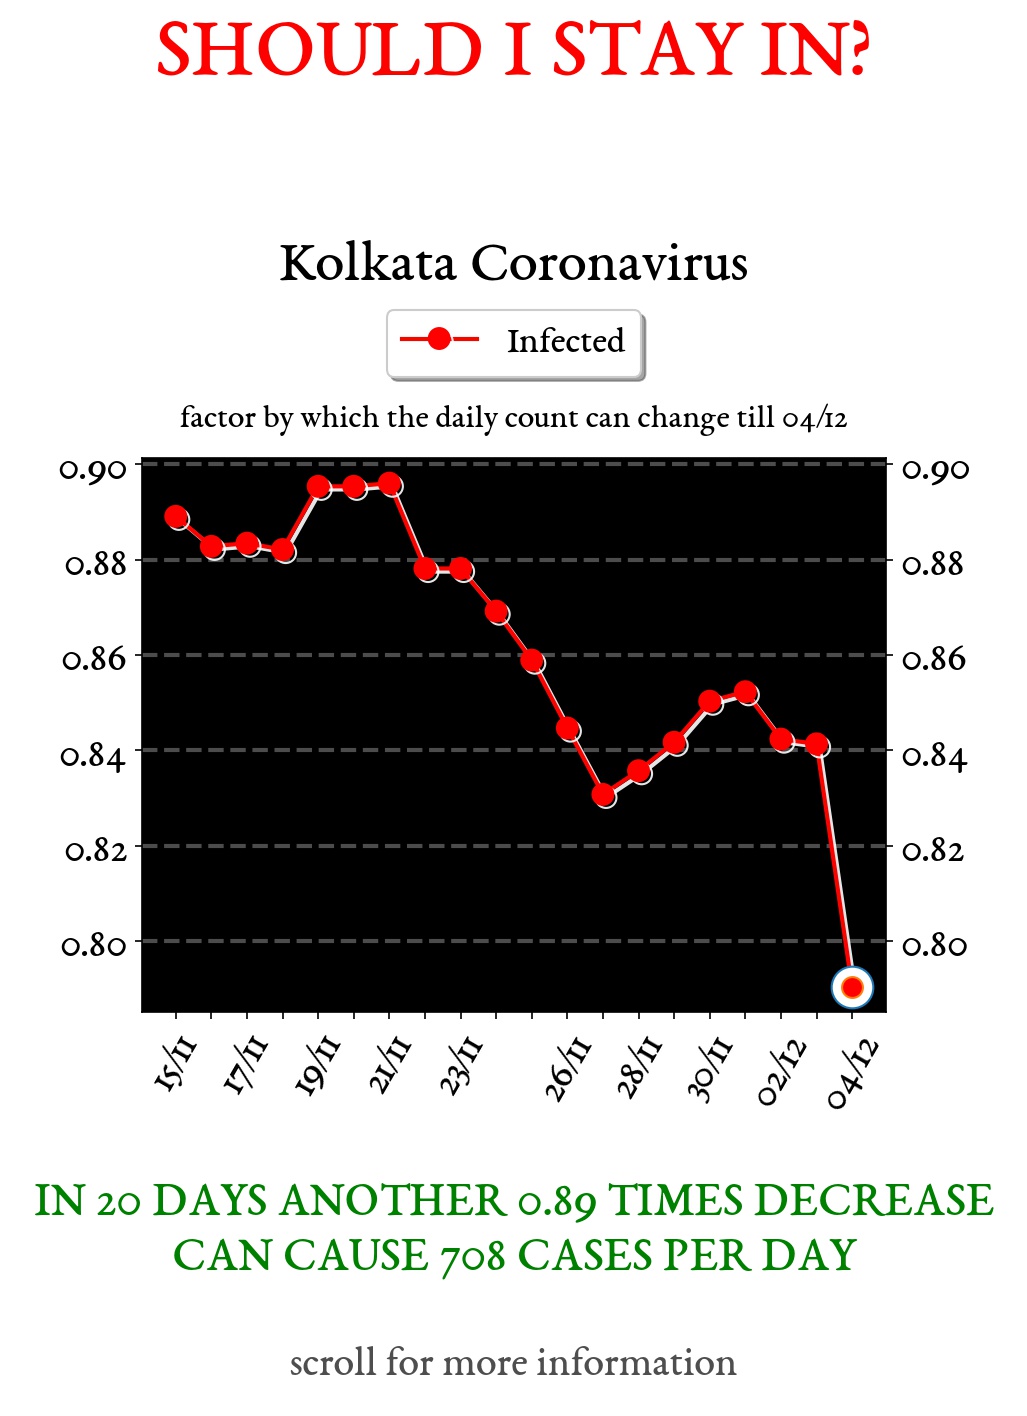 SHOULD I STAY IN?
Kolkata Coronavirus
Infected
factor by which the daily count can change till 04/12
0.90 0.90
0.88 0.88
0.86 0.86
0.84 0.84
0.82 0.82
0.80 0.80
15/11 17/11 19/11 21/11 23/11 26/11 28/11 30/11 02/12 04/12
IN 20 DAYS ANOTHER 0.89 TIMES DECREASE
CAN CAUSE 708 CASES PER DAY
scroll for more information